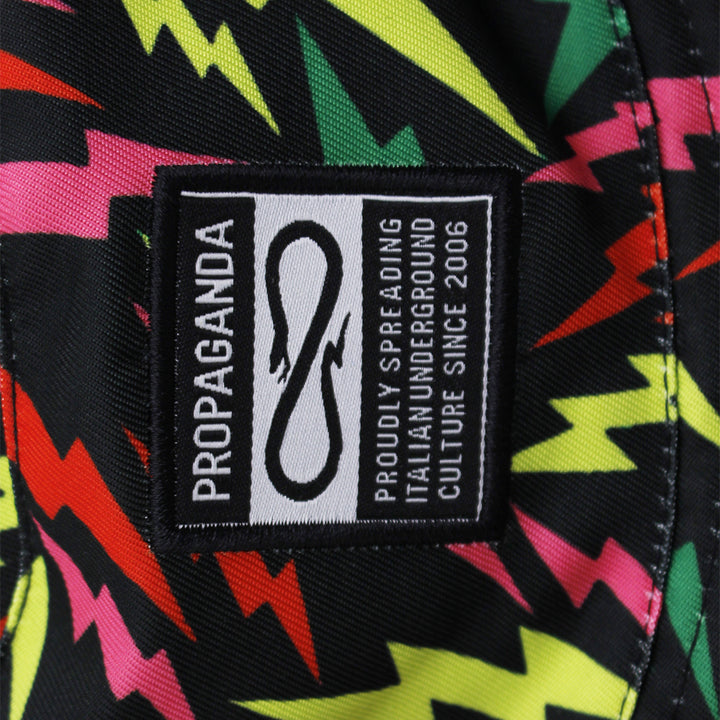 PROPAGANDA
PROUDLY SPREADING
ITALIAN UNDERGROUND
CULTURE SINCE 2006